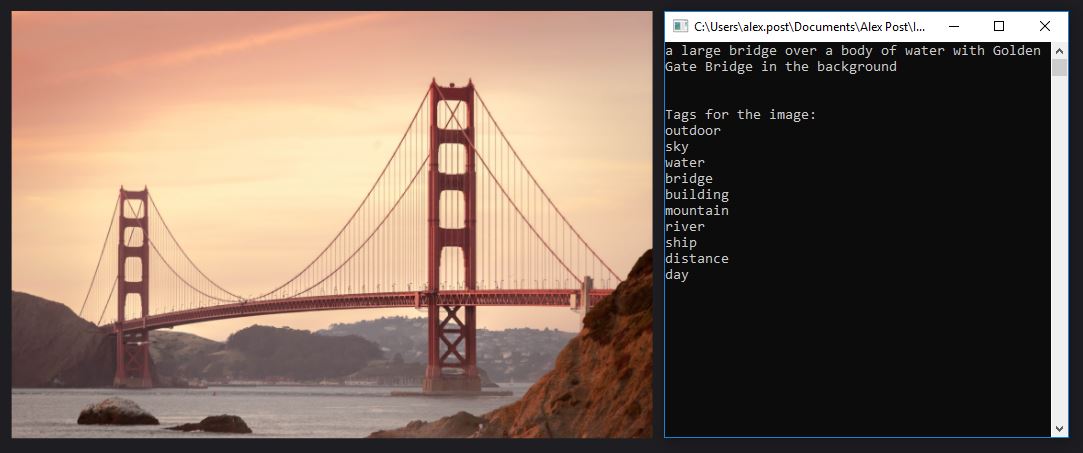 C:\Users\alex.post\Documents\Alex Post\I...
a large bridge over a body of water with Golden
Gate Bridge in the background
Tags for the image:
outdoor
sky
water
bridge
building
mountain
river
ship
distance
day